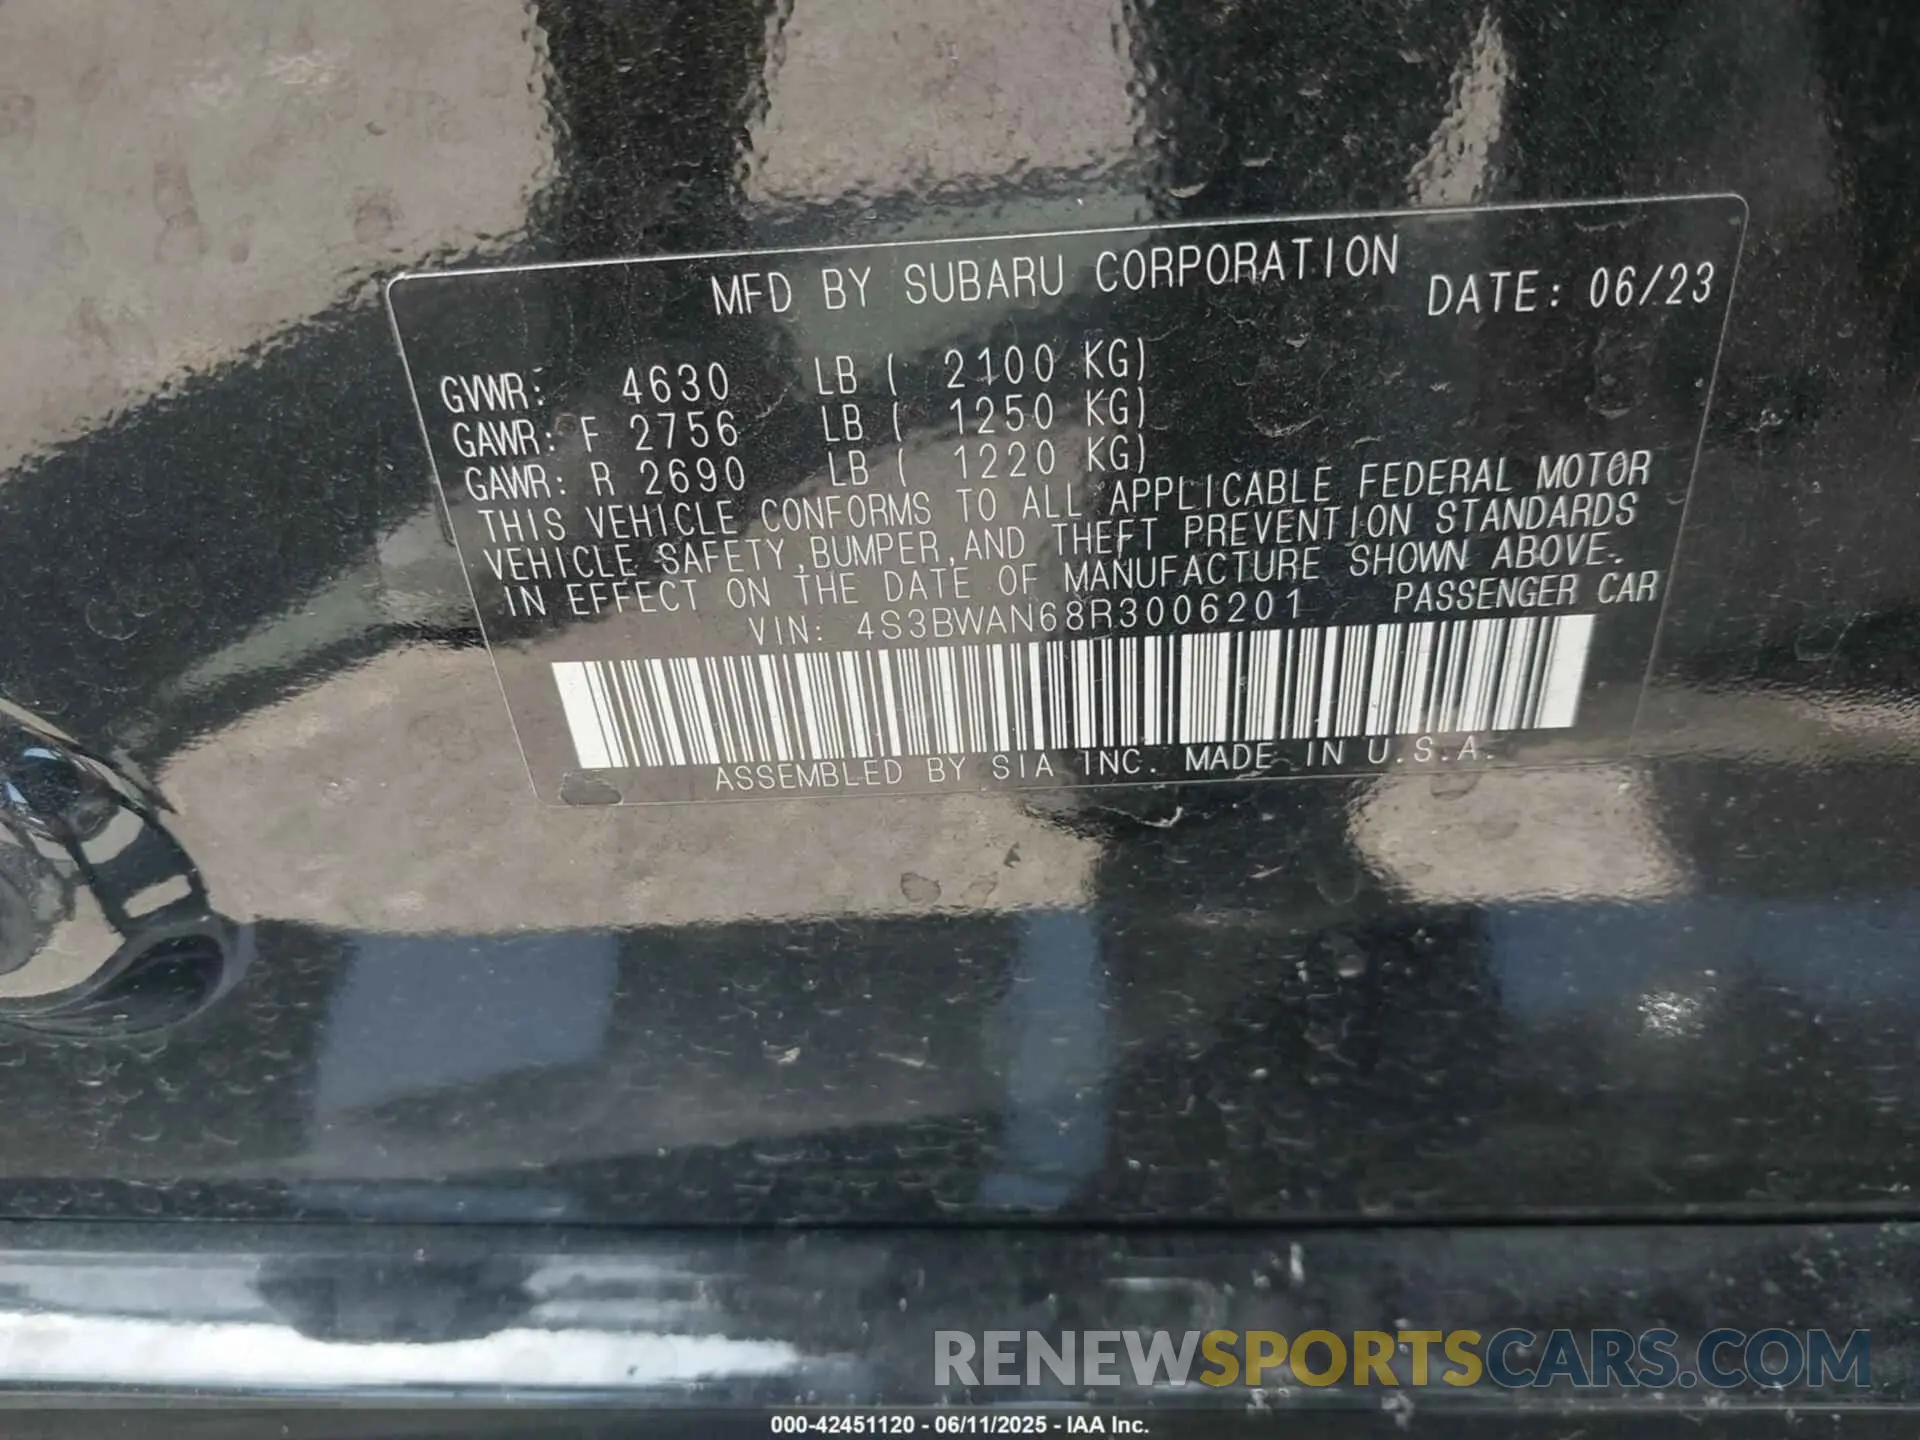 MFD BY SUBARU CORPORATION DATE: 06/23
GVWR: 4630 LB ( 2100 KG)
GAWR: F 2756 LB ( 1250 KG)
GAWR: R 2690 LB ( 1220 KG)
THIS VEHICLE CONFORMS TO ALL APPLICABLE FEDERAL MOTOR
VEHICLE SAFETY,BUMPER,AND THEFT PREVENTION STANDARDS
IN EFFECT ON THE DATE OF MANUFACTURE SHOWN ABOVE.
VIN: 4S3BWAN68R3006201 PASSENGER CAR
ASSEMBLED BY SIA INC. MADE IN U.S.A.
RENEWSPORTSCARS.COM
000-42451120 - 06/11/2025 - IAA Inc.